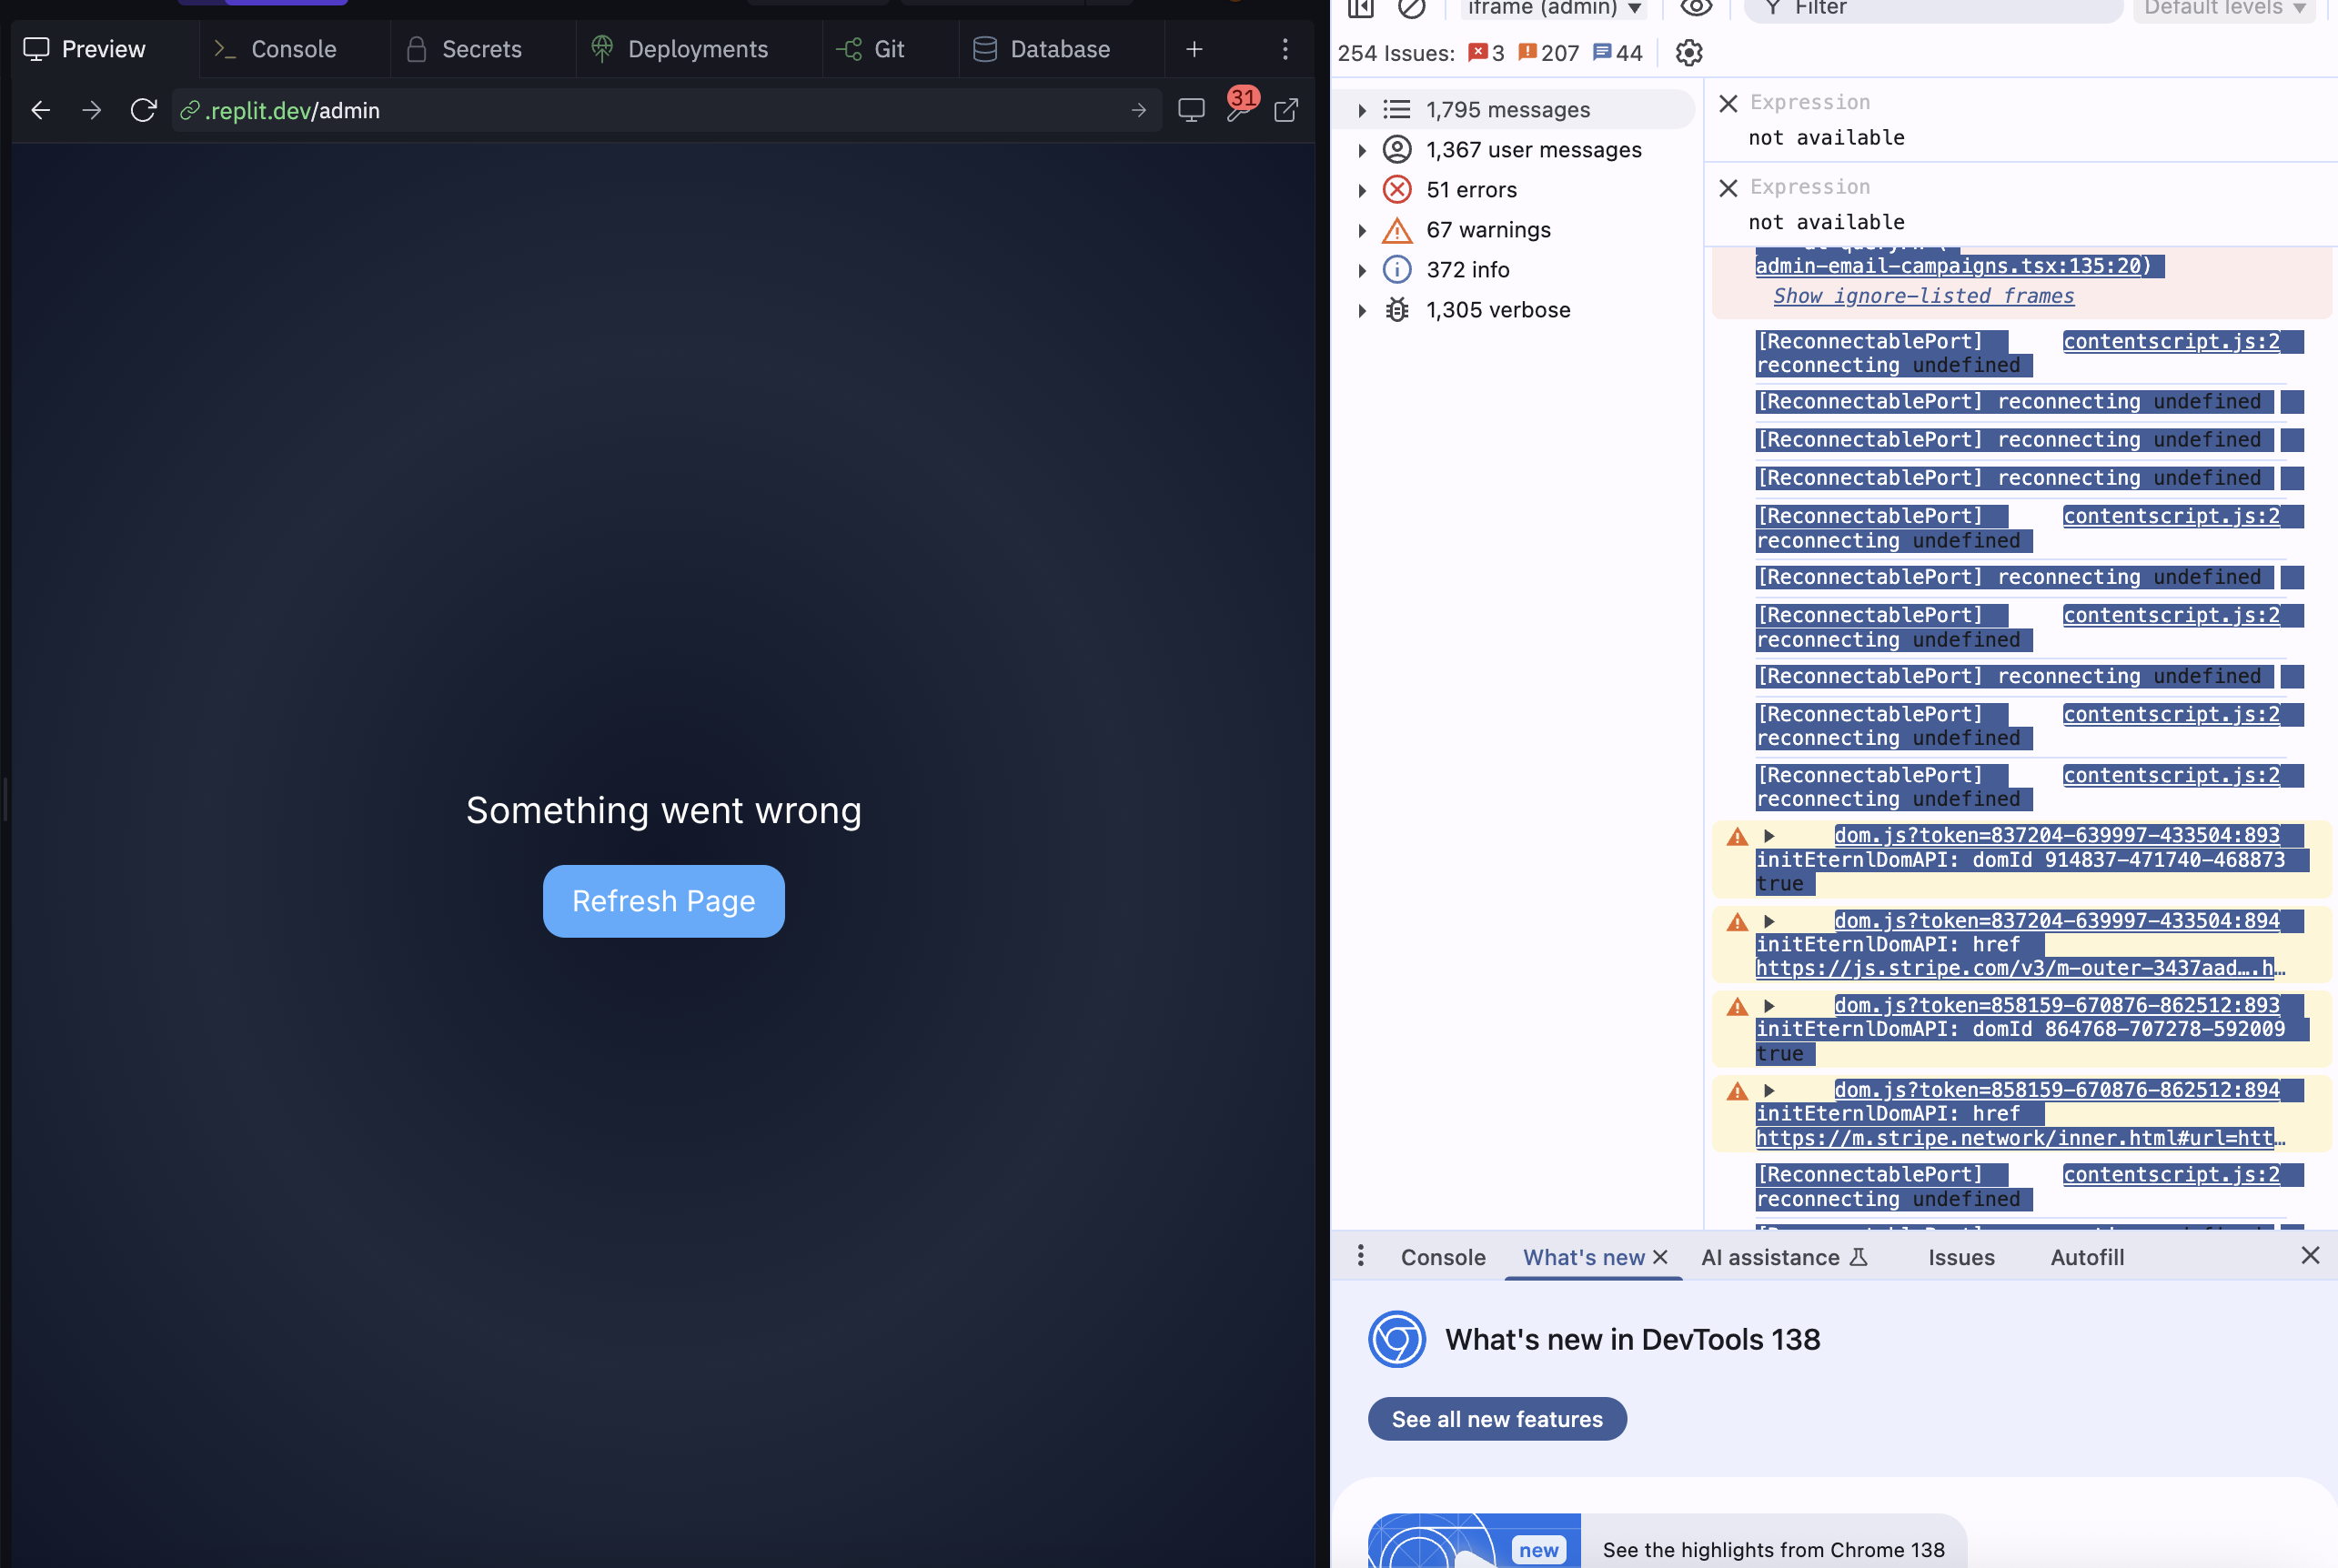 Preview
Console
Secrets
Deployments
Git
Database
.replit.dev/admin
31
Something went wrong
Refresh Page
iframe (admin)
Filter
Default levels
254 Issues: 3 207 44
1,795 messages
1,367 user messages
51 errors
67 warnings
372 info
1,305 verbose
Expression
not available
Expression
not available
admin-email-campaigns.tsx:135:20)
Show ignore-listed frames
[ReconnectablePort] contentscript.js:2
reconnecting undefined
[ReconnectablePort] reconnecting undefined
[ReconnectablePort] reconnecting undefined
[ReconnectablePort] reconnecting undefined
[ReconnectablePort] contentscript.js:2
reconnecting undefined
[ReconnectablePort] reconnecting undefined
[ReconnectablePort] contentscript.js:2
reconnecting undefined
[ReconnectablePort] reconnecting undefined
[ReconnectablePort] contentscript.js:2
reconnecting undefined
[ReconnectablePort] contentscript.js:2
reconnecting undefined
dom.js?token=837204-639997-433504:893
initEternlDomAPI: domId 914837-471740-468873
true
dom.js?token=837204-639997-433504:894
initEternlDomAPI: href
https://js.stripe.com/v3/m-outer-3437aad….h…
dom.js?token=858159-670876-862512:893
initEternlDomAPI: domId 864768-707278-592009
true
dom.js?token=858159-670876-862512:894
initEternlDomAPI: href
https://m.stripe.network/inner.html#url=htt…
[ReconnectablePort] contentscript.js:2
reconnecting undefined
Console
What's new
AI assistance
Issues
Autofill
What's new in DevTools 138
See all new features
new
See the highlights from Chrome 138